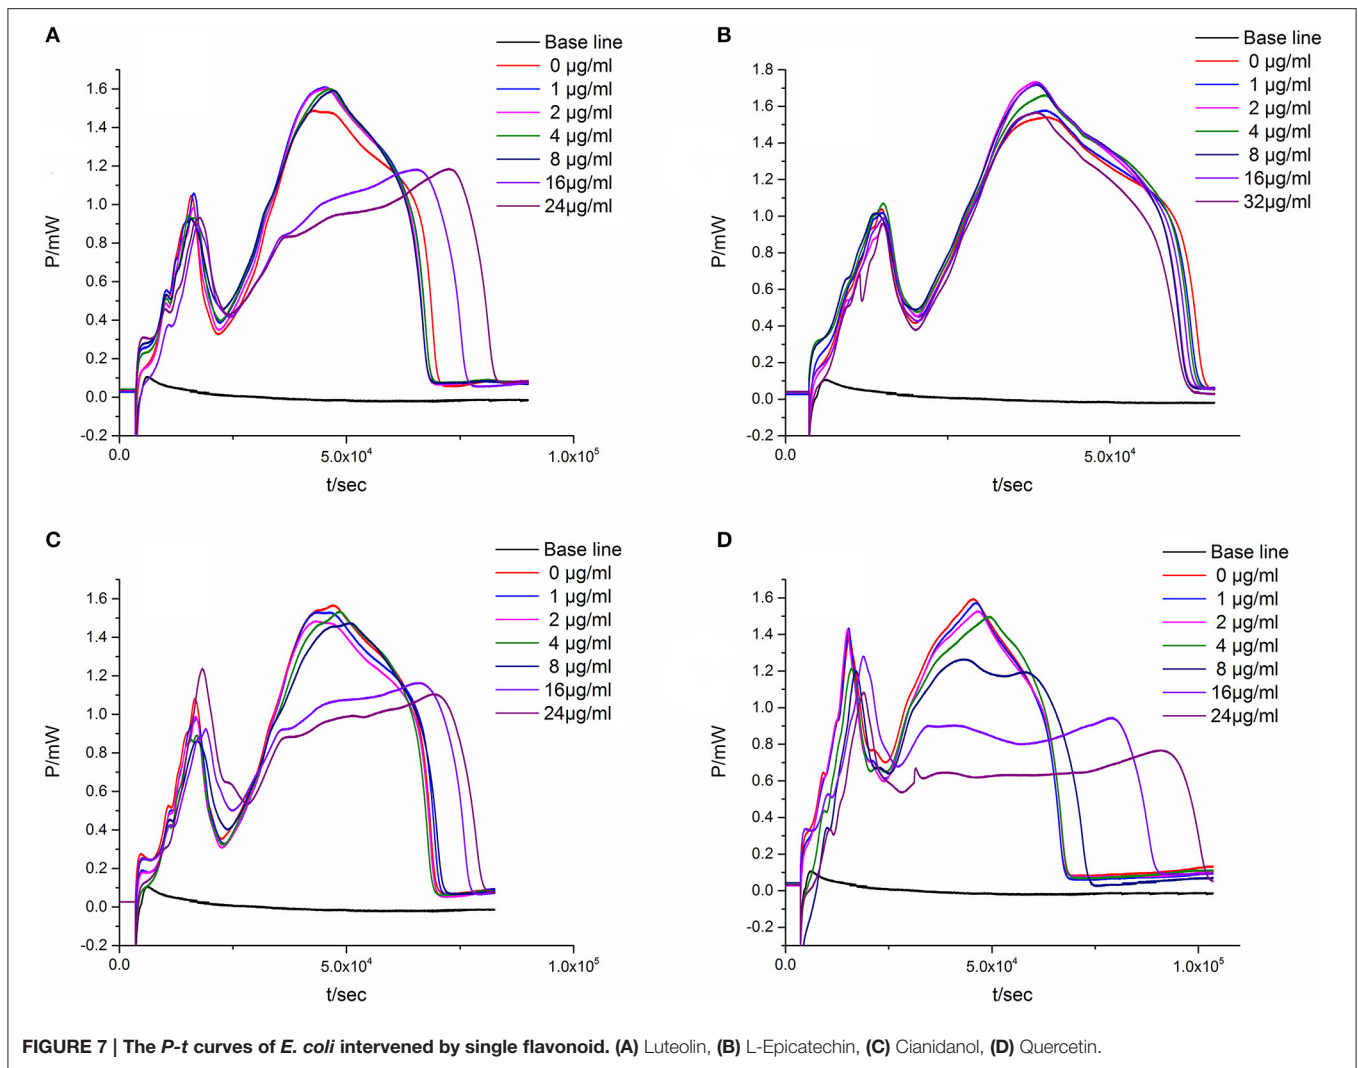 A
Base line
0 µg/ml
1 µg/ml
2 µg/ml
4 µg/ml
8 µg/ml
16µg/ml
24µg/ml
P/mW
1.6
1.4
1.2
1.0
0.8
0.6
0.4
0.2
0.0
-0.2
0.0
5.0x10⁴
1.0x10⁵
t/sec
B
Base line
0 µg/ml
1 µg/ml
2 µg/ml
4 µg/ml
8 µg/ml
16µg/ml
32µg/ml
P/mW
1.8
1.6
1.4
1.2
1.0
0.8
0.6
0.4
0.2
0.0
-0.2
0.0
5.0x10⁴
t/sec
C
Base line
0 µg/ml
1 µg/ml
2 µg/ml
4 µg/ml
8 µg/ml
16µg/ml
24µg/ml
P/mW
1.6
1.4
1.2
1.0
0.8
0.6
0.4
0.2
0.0
-0.2
0.0
5.0x10⁴
1.0x10⁵
t/sec
D
Base line
0 µg/ml
1 µg/ml
2 µg/ml
4 µg/ml
8 µg/ml
16µg/ml
24µg/ml
P/mW
1.6
1.4
1.2
1.0
0.8
0.6
0.4
0.2
0.0
-0.2
0.0
5.0x10⁴
1.0x10⁵
t/sec
FIGURE 7 | The P-t curves of E. coli intervened by single flavonoid. (A) Luteolin, (B) L-Epicatechin, (C) Cianidanol, (D) Quercetin.